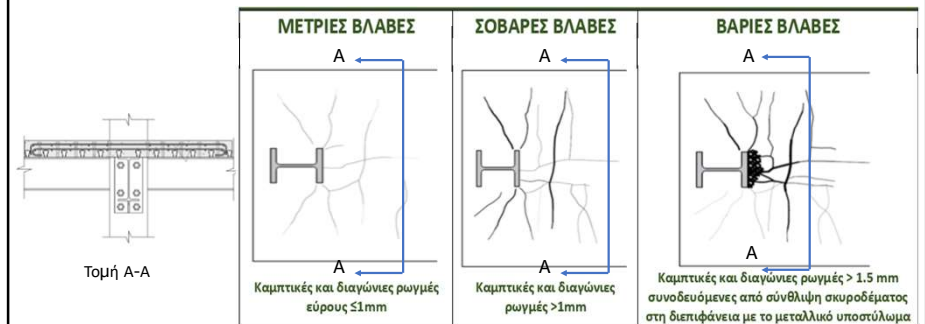 ΜΕΤΡΙΕΣ ΒΛΑΒΕΣ
ΣΟΒΑΡΕΣ ΒΛΑΒΕΣ
ΒΑΡΙΕΣ ΒΛΑΒΕΣ
A
A
A
A
A
A
Τομή Α-Α
Καμπτικές και διαγώνιες ρωγμές
εύρους ≤1mm
Καμπτικές και διαγώνιες
ρωγμές >1mm
Καμπτικές και διαγώνιες ρωγμές > 1.5 mm
συνοδευόμενες από σύνθλιψη σκυροδέματος
στη διεπιφάνεια με το μεταλλικό υποστύλωμα